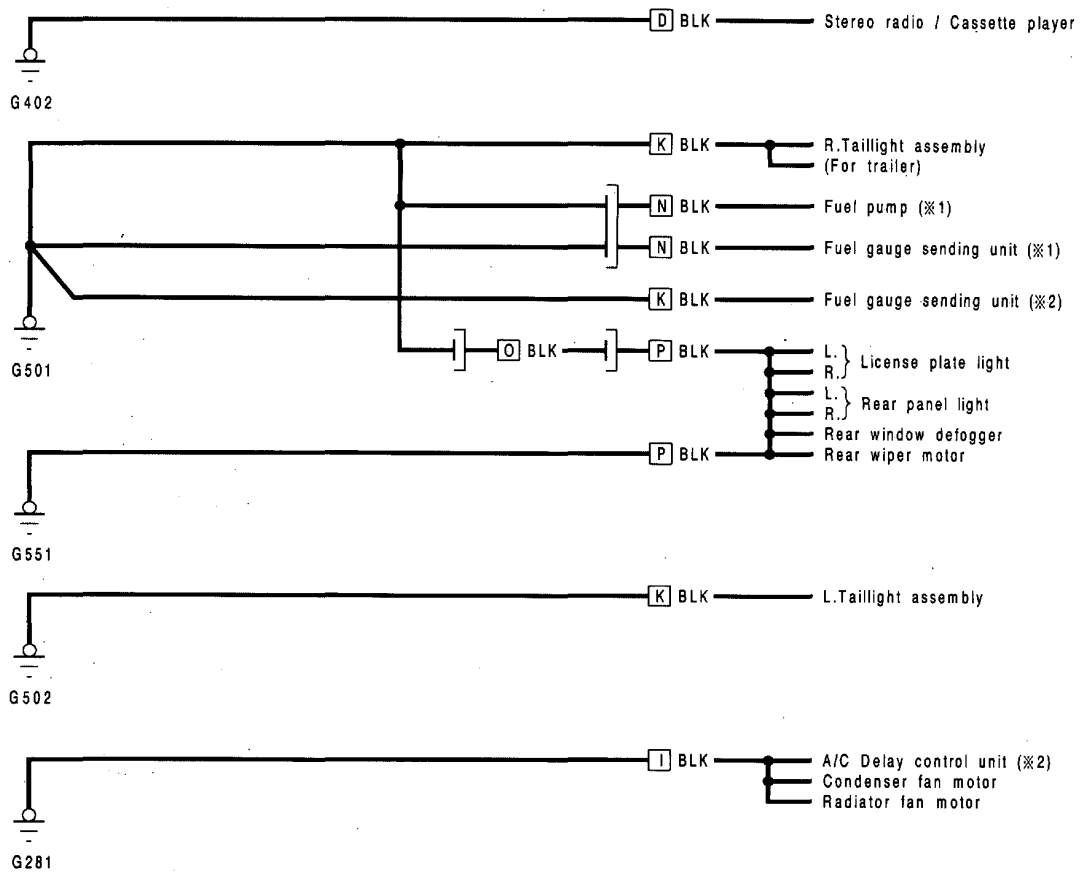 D BLK Stereo radio / Cassette player
G402
K BLK R.Taillight assembly
(For trailer)
N BLK Fuel pump (※1)
N BLK Fuel gauge sending unit (※1)
K BLK Fuel gauge sending unit (※2)
G501
O BLK P BLK L.
R.} License plate light
L.
R.} Rear panel light
Rear window defogger
P BLK Rear wiper motor
G551
K BLK L.Taillight assembly
G502
I BLK A/C Delay control unit (※2)
Condenser fan motor
Radiator fan motor
G281